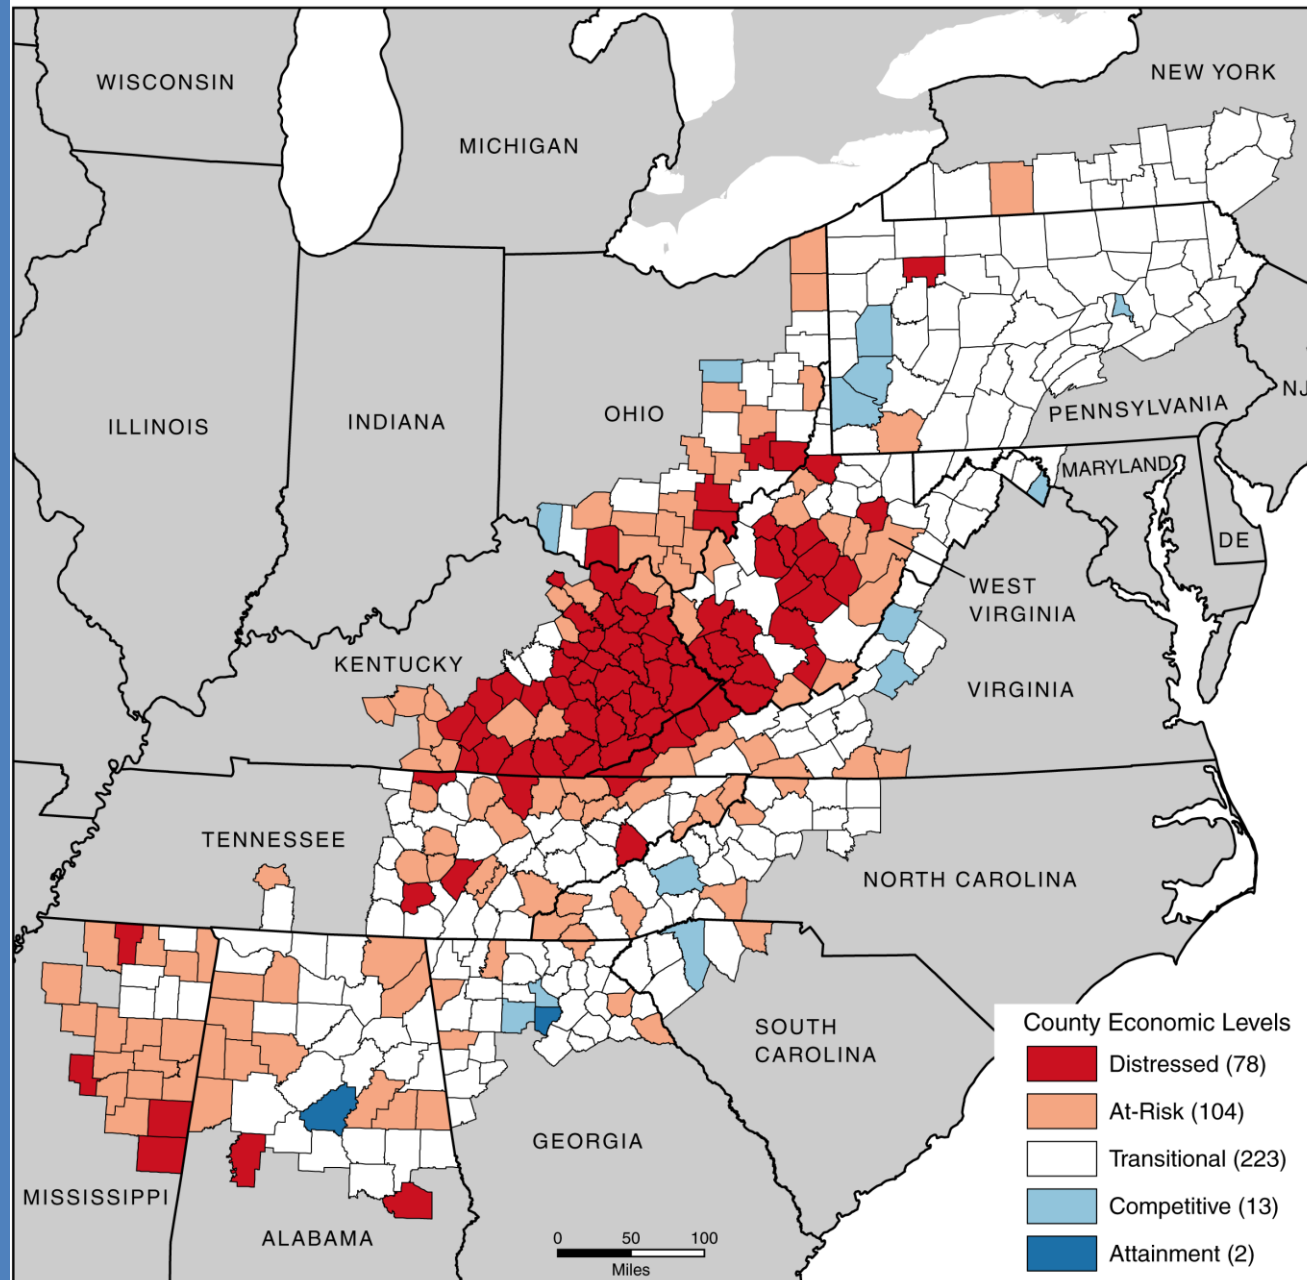 NEW YORK
WISCONSIN
MICHIGAN
NJ
PENNSYLVANIA
OHIO
ILLINOIS
INDIANA
MARYLAND
DE
WEST
VIRGINIA
KENTUCKY
VIRGINIA
TENNESSEE
NORTH CAROLINA
SOUTH
CAROLINA
GEORGIA
MISSISSIPPI
ALABAMA
0 50 100
Miles
County Economic Levels
Distressed (78)
At-Risk (104)
Transitional (223)
Competitive (13)
Attainment (2)